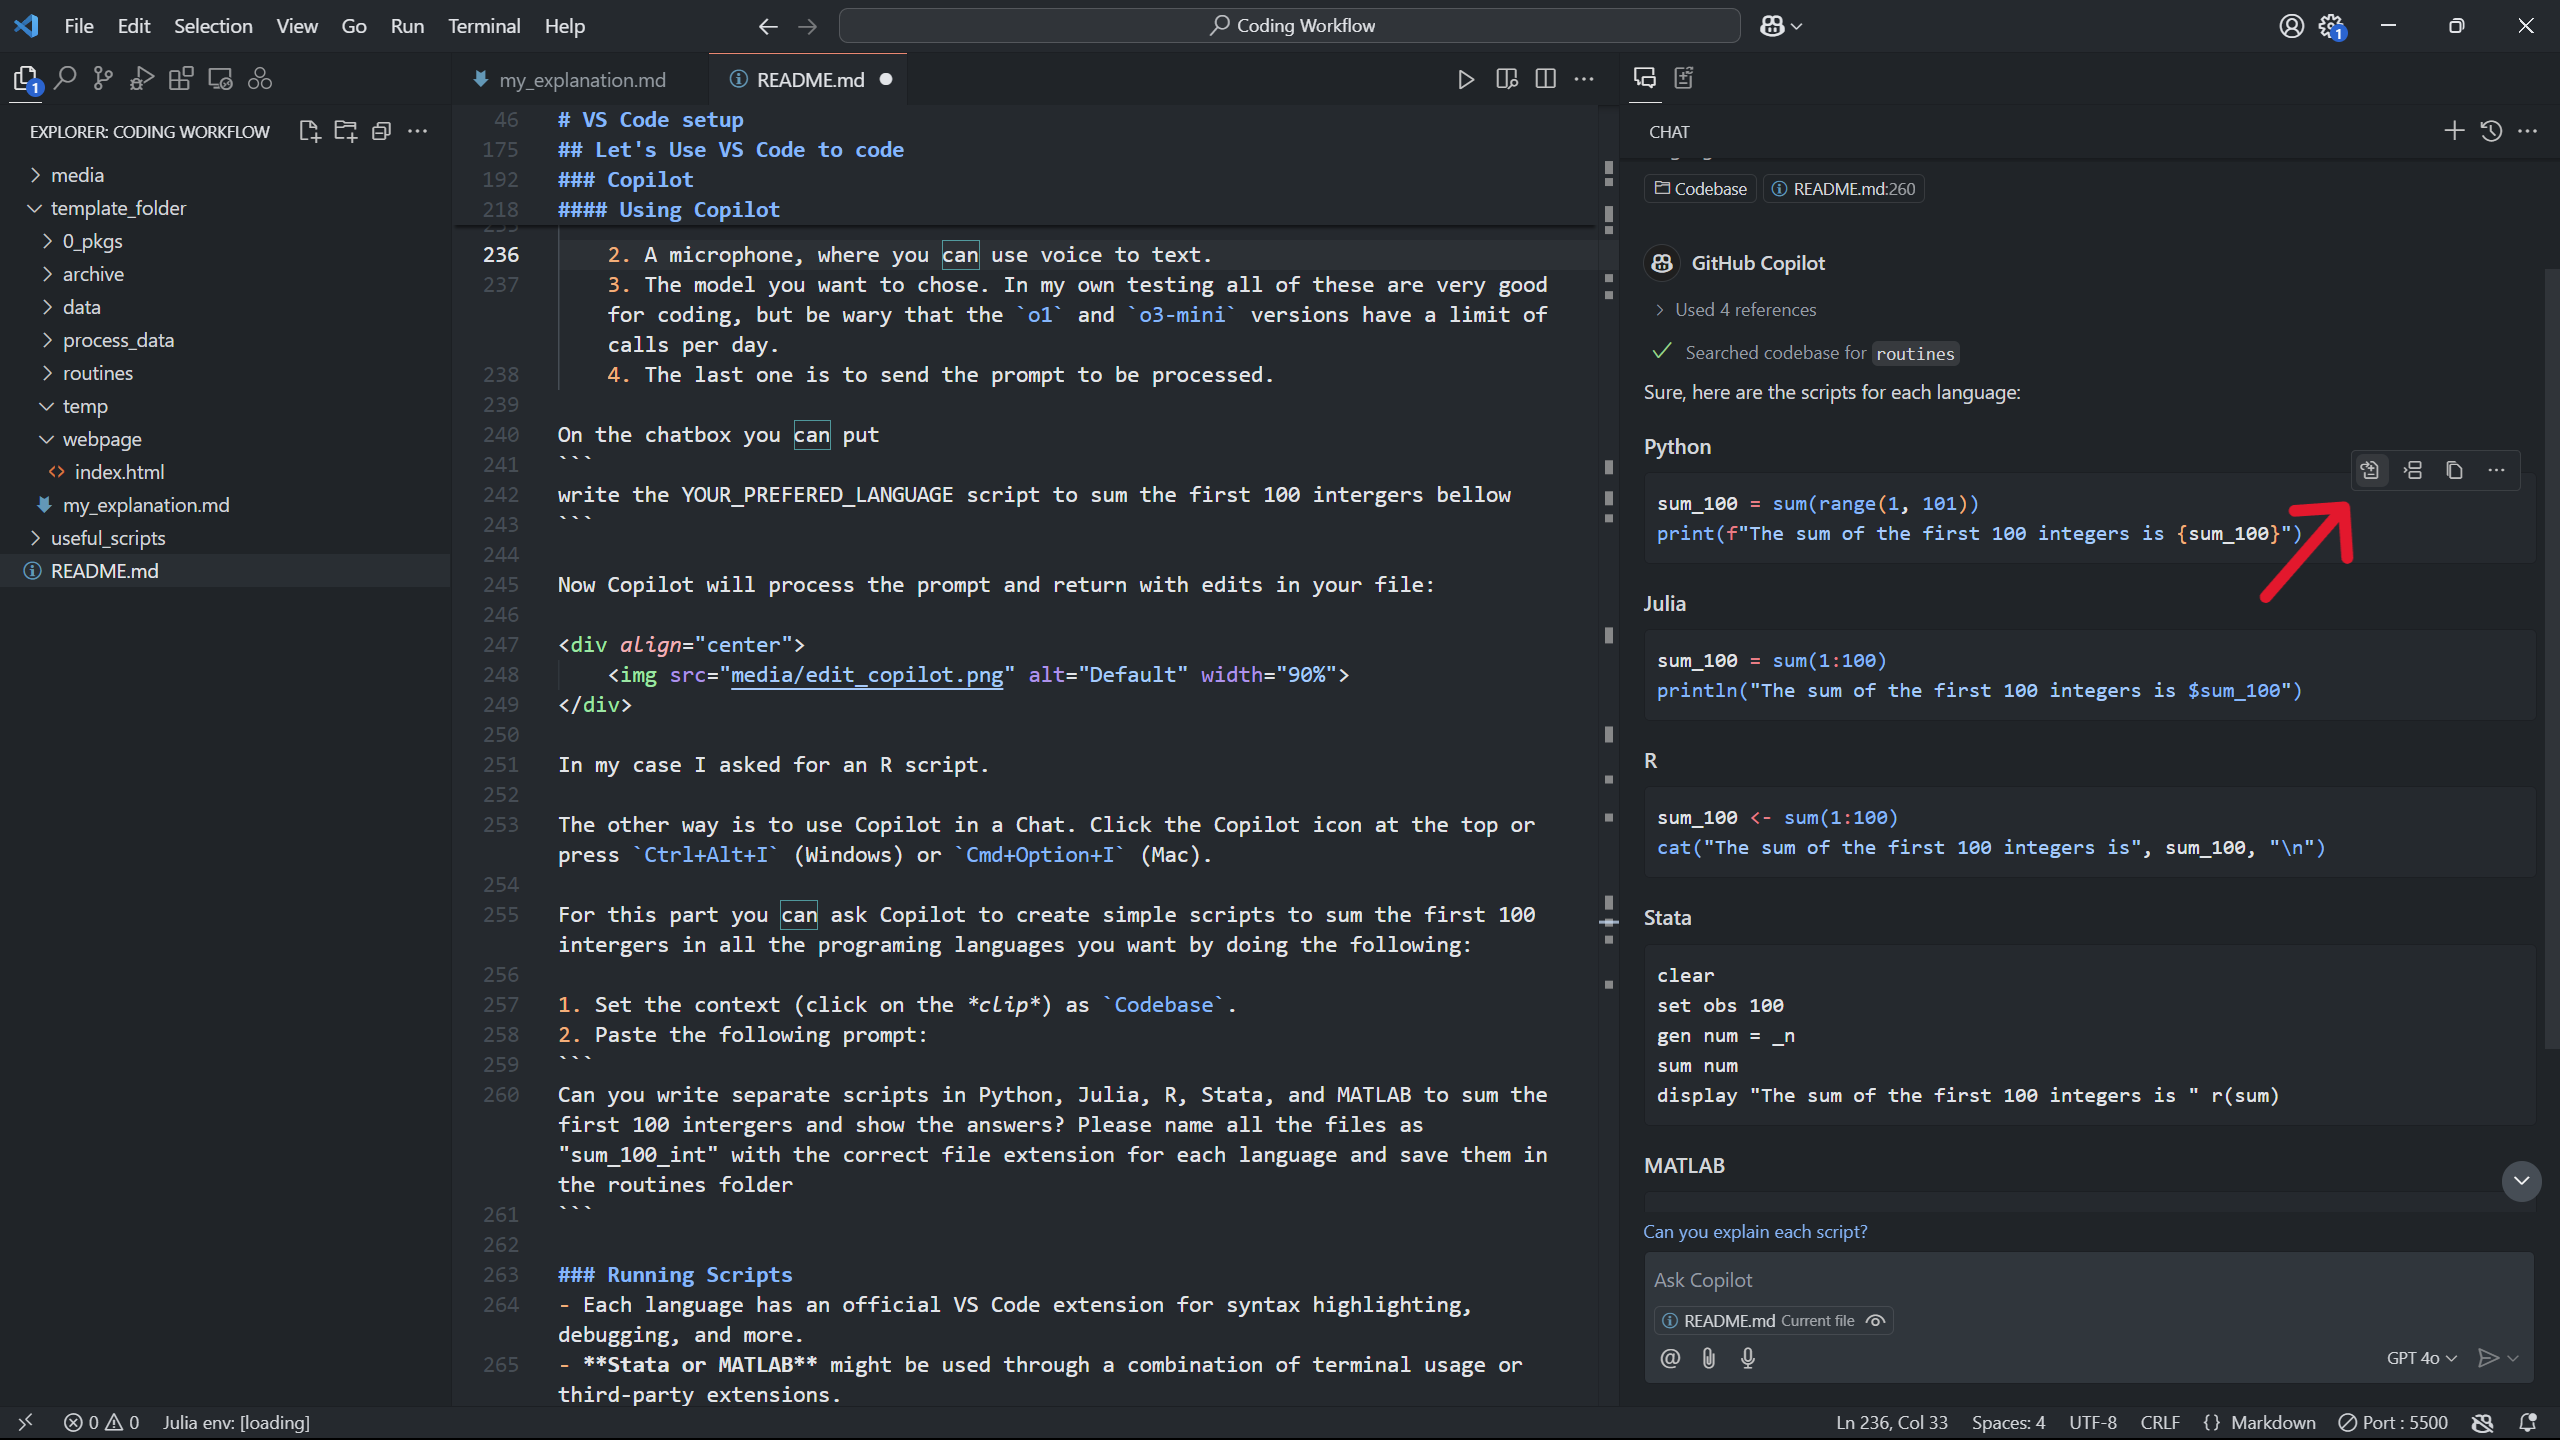 File Edit Selection View Go Run Terminal Help
Coding Workflow
1
1
my_explanation.md
README.md
EXPLORER: CODING WORKFLOW
media
template_folder
0_pkgs
archive
data
process_data
routines
temp
webpage
index.html
my_explanation.md
useful_scripts
README.md
46 # VS Code setup
175 ## Let's Use VS Code to code
192 ### Copilot
218 #### Using Copilot
236 2. A microphone, where you can use voice to text.
237 3. The model you want to chose. In my own testing all of these are very good
for coding, but be wary that the `o1` and `o3-mini` versions have a limit of
calls per day.
238 4. The last one is to send the prompt to be processed.
239
240 On the chatbox you can put
241 ```
242 write the YOUR_PREFERED_LANGUAGE script to sum the first 100 intergers bellow
243 ```
244
245 Now Copilot will process the prompt and return with edits in your file:
246
247 <div align="center">
248 <img src="media/edit_copilot.png" alt="Default" width="90%">
249 </div>
250
251 In my case I asked for an R script.
252
253 The other way is to use Copilot in a Chat. Click the Copilot icon at the top or
press `Ctrl+Alt+I` (Windows) or `Cmd+Option+I` (Mac).
254
255 For this part you can ask Copilot to create simple scripts to sum the first 100
intergers in all the programing languages you want by doing the following:
256
257 1. Set the context (click on the *clip*) as `Codebase`.
258 2. Paste the following prompt:
259 ```
260 Can you write separate scripts in Python, Julia, R, Stata, and MATLAB to sum the
first 100 intergers and show the answers? Please name all the files as
"sum_100_int" with the correct file extension for each language and save them in
the routines folder
261 ```
262
263 ### Running Scripts
264 - Each language has an official VS Code extension for syntax highlighting,
debugging, and more.
265 - **Stata or MATLAB** might be used through a combination of terminal usage or
third-party extensions.
CHAT
Codebase README.md:260
GitHub Copilot
Used 4 references
Searched codebase for routines
Sure, here are the scripts for each language:
Python
sum_100 = sum(range(1, 101))
print(f"The sum of the first 100 integers is {sum_100}")
Julia
sum_100 = sum(1:100)
println("The sum of the first 100 integers is $sum_100")
R
sum_100 <- sum(1:100)
cat("The sum of the first 100 integers is", sum_100, "\n")
Stata
clear
set obs 100
gen num = _n
sum num
display "The sum of the first 100 integers is " r(sum)
MATLAB
Can you explain each script?
Ask Copilot
README.md Current file
GPT 4o
0 0 Julia env: [loading]
Ln 236, Col 33 Spaces: 4 UTF-8 CRLF {} Markdown Port : 5500